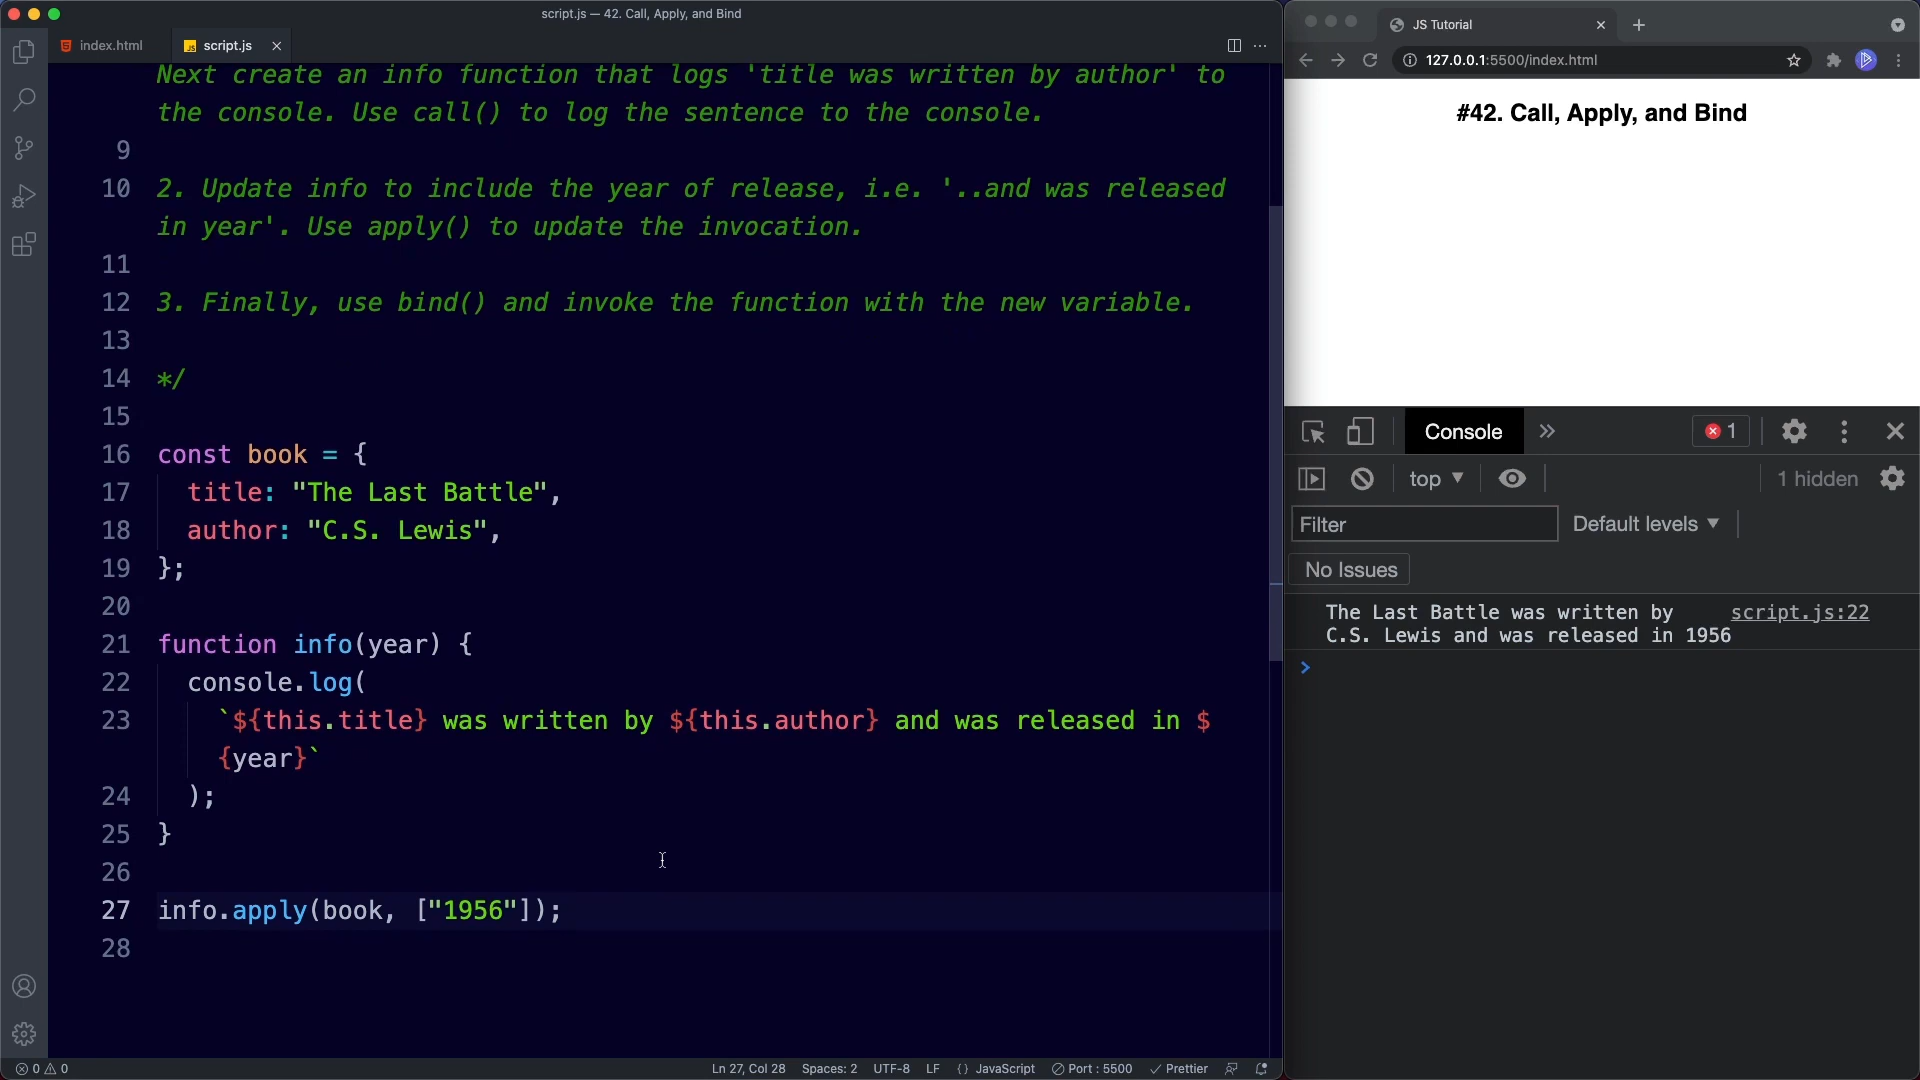 script.js — 42. Call, Apply, and Bind
index.html
script.js
Next create an info function that logs 'title was written by author' to
the console. Use call() to log the sentence to the console.
9
10 2. Update info to include the year of release, i.e. '..and was released
in year'. Use apply() to update the invocation.
11
12 3. Finally, use bind() and invoke the function with the new variable.
13
14 */
15
16 const book = {
17 title: "The Last Battle",
18 author: "C.S. Lewis",
19 };
20
21 function info(year) {
22 console.log(
23 `${this.title} was written by ${this.author} and was released in $
{year}`
24 );
25 }
26
27 info.apply(book, ["1956"]);
28
0 0
Ln 27, Col 28 Spaces: 2 UTF-8 LF {} JavaScript Port : 5500 Prettier
JS Tutorial
127.0.0.1:5500/index.html
#42. Call, Apply, and Bind
Console 1
top 1 hidden
Filter Default levels
No Issues
The Last Battle was written by script.js:22
C.S. Lewis and was released in 1956